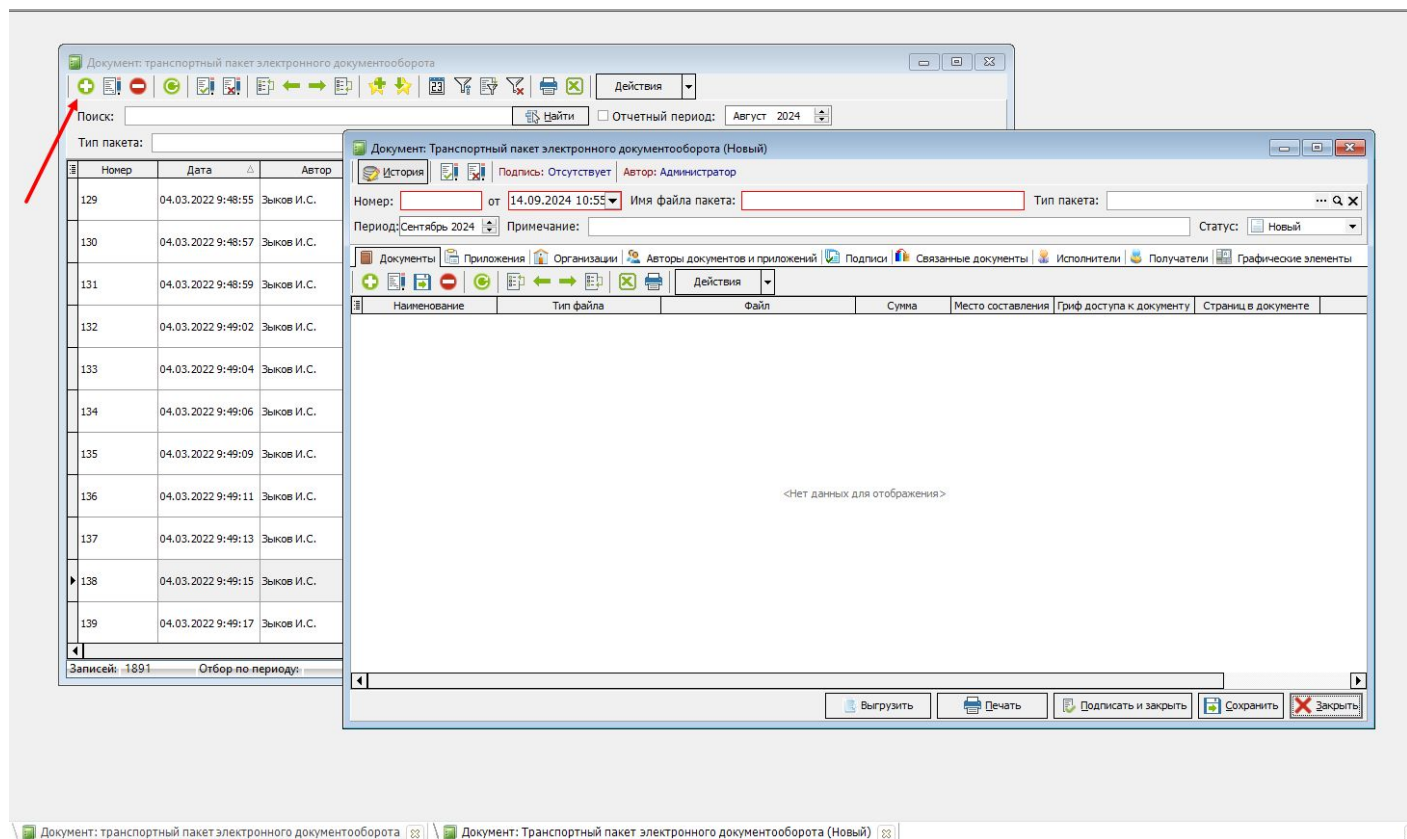 Документ: транспортный пакет электронного документооборота
23 Действия
Поиск: Найти Отчетный период: Август 2024
Тип пакета:
Номер Дата Автор
129 04.03.2022 9:48:55 Зыков И.С.
130 04.03.2022 9:48:57 Зыков И.С.
131 04.03.2022 9:48:59 Зыков И.С.
132 04.03.2022 9:49:02 Зыков И.С.
133 04.03.2022 9:49:04 Зыков И.С.
134 04.03.2022 9:49:06 Зыков И.С.
135 04.03.2022 9:49:09 Зыков И.С.
136 04.03.2022 9:49:11 Зыков И.С.
137 04.03.2022 9:49:13 Зыков И.С.
138 04.03.2022 9:49:15 Зыков И.С.
139 04.03.2022 9:49:17 Зыков И.С.
Записей: 1891 Отбор по периоду:
Документ: Транспортный пакет электронного документооборота (Новый)
История Подпись: Отсутствует Автор: Администратор
Номер: от 14.09.2024 10:55 Имя файла пакета: Тип пакета: ...
Период: Сентябрь 2024 Примечание: Статус: Новый
Документы Приложения Организации Авторы документов и приложений Подписи Связанные документы Исполнители Получатели Графические элементы
Действия
Наименование Тип файла Файл Сумма Место составления Гриф доступа к документу Страниц в документе
<Нет данных для отображения>
Выгрузить Печать Подписать и закрыть Сохранить Закрыть
Документ: транспортный пакет электронного документооборота Документ: Транспортный пакет электронного документооборота (Новый)